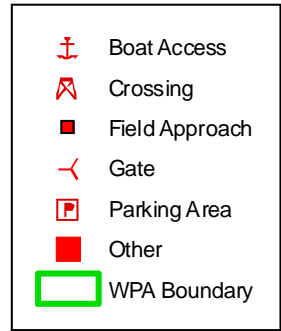 Boat Access
Crossing
Field Approach
Gate
P Parking Area
Other
WPA Boundary